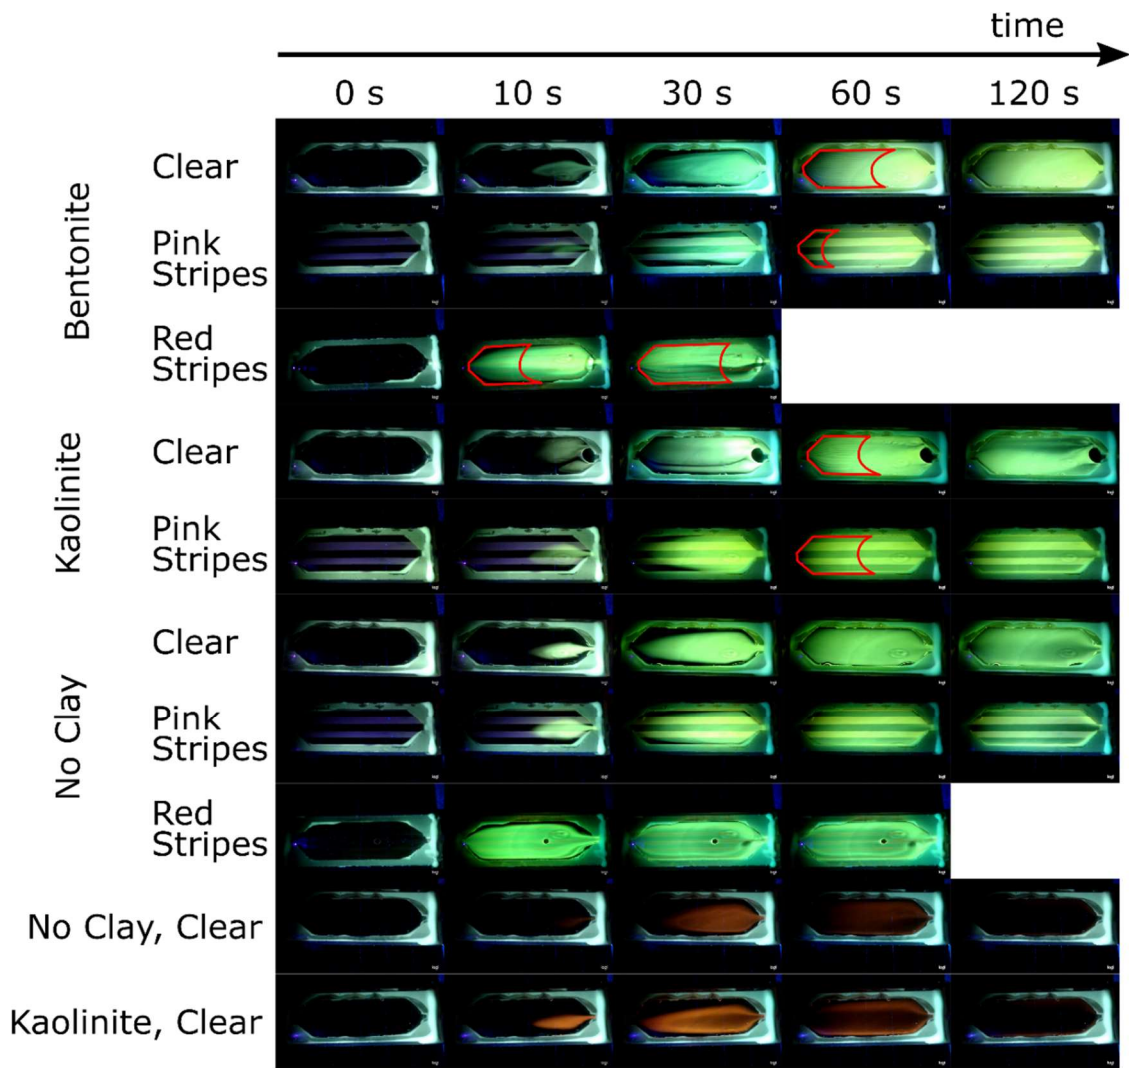 time
0 s 10 s 30 s 60 s 120 s
Bentonite
Clear
Pink
Stripes
Red
Stripes
Kaolinite
Clear
Pink
Stripes
No Clay
Clear
Pink
Stripes
Red
Stripes
No Clay, Clear
Kaolinite, Clear